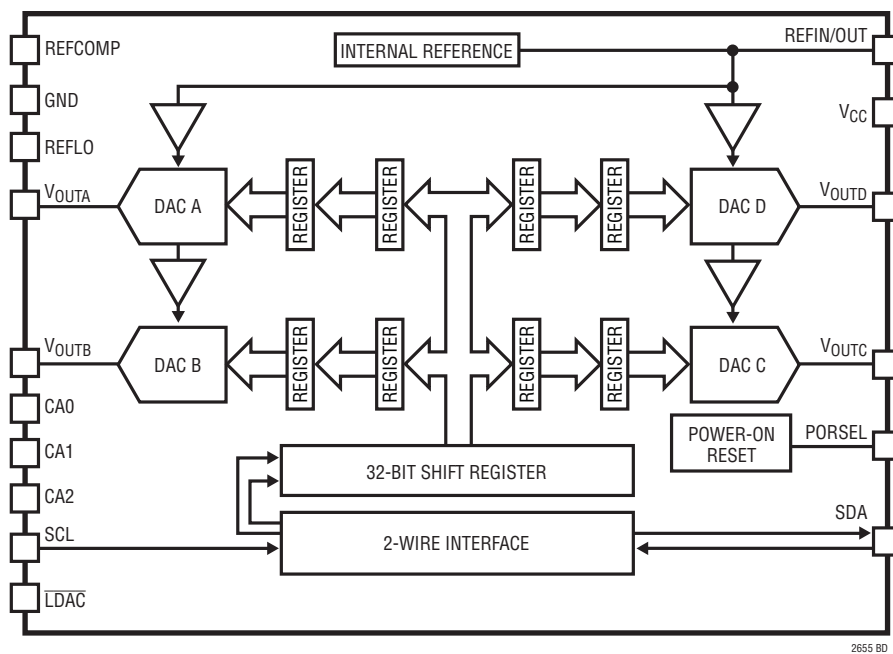 REFCOMP
INTERNAL REFERENCE
REFIN/OUT
GND
VCC
REFLO
VOUTA
DAC A
REGISTER
REGISTER
REGISTER
REGISTER
DAC D
VOUTD
VOUTB
DAC B
REGISTER
REGISTER
REGISTER
REGISTER
DAC C
VOUTC
CA0
CA1
CA2
POWER-ON
RESET
PORSEL
32-BIT SHIFT REGISTER
SCL
2-WIRE INTERFACE
SDA
LDAC
2655 BD